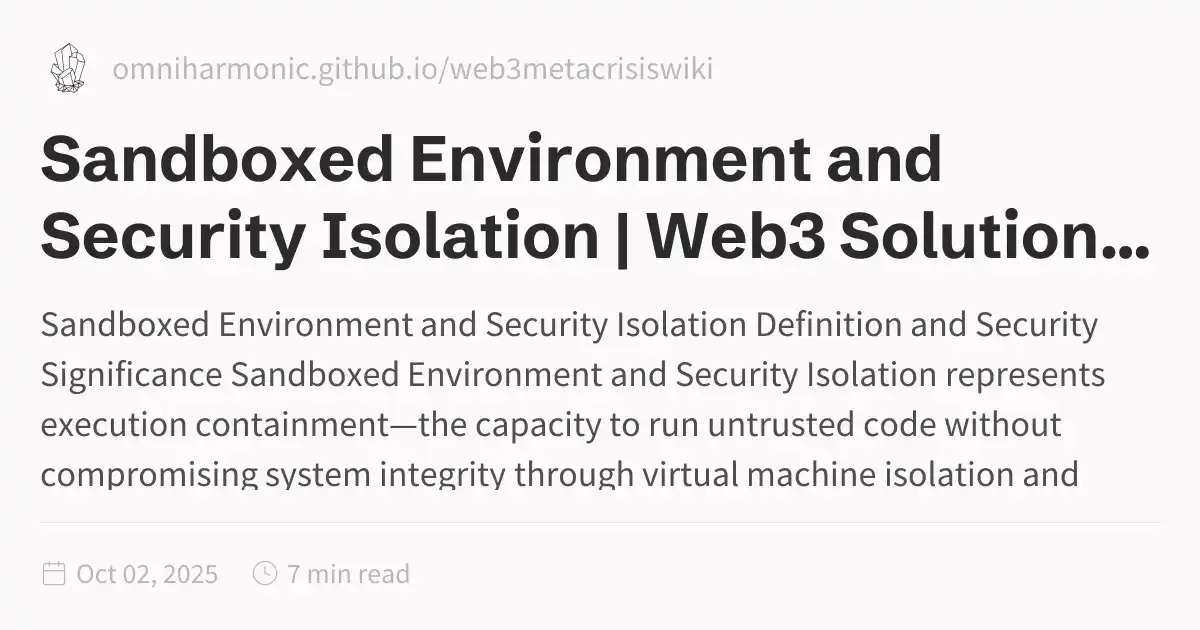 omniharmonic.github.io/web3metacrisiswiki
Sandboxed Environment and
Security Isolation | Web3 Solution...
Sandboxed Environment and Security Isolation Definition and Security
Significance Sandboxed Environment and Security Isolation represents
execution containment—the capacity to run untrusted code without
compromising system integrity through virtual machine isolation and
Oct 02, 2025
7 min read